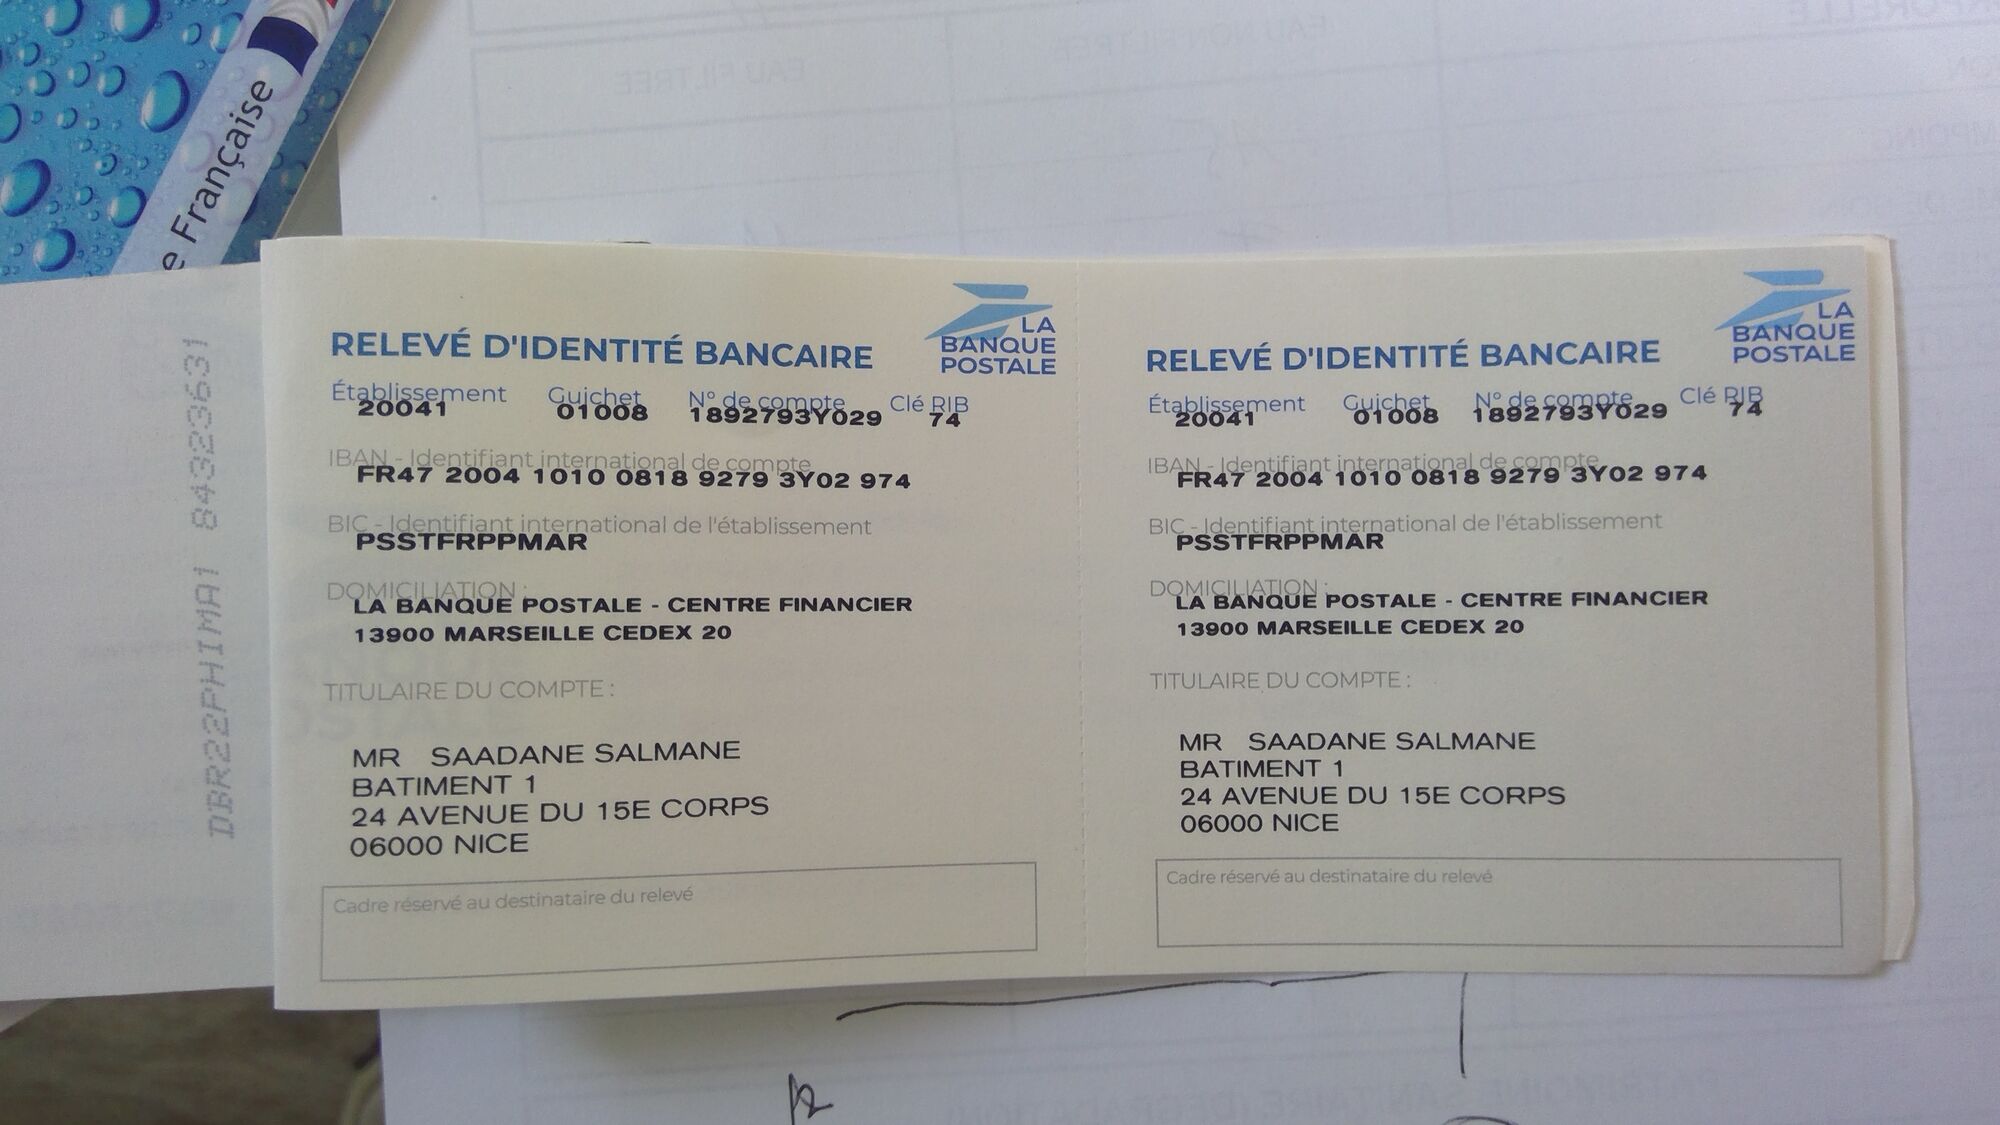 e Française
DBR22PHIMA1 84323631
RELEVÉ D'IDENTITÉ BANCAIRE
LA
BANQUE
POSTALE
Établissement Guichet N° de compte Clé RIB
20041 01008 1892793Y029 74
IBAN - Identifiant international de compte
FR47 2004 1010 0818 9279 3Y02 974
BIC - Identifiant international de l'établissement
PSSTFRPPMAR
DOMICILIATION :
LA BANQUE POSTALE - CENTRE FINANCIER
13900 MARSEILLE CEDEX 20
TITULAIRE DU COMPTE :
MR SAADANE SALMANE
BATIMENT 1
24 AVENUE DU 15E CORPS
06000 NICE
Cadre réservé au destinataire du relevé
RELEVÉ D'IDENTITÉ BANCAIRE
LA
BANQUE
POSTALE
Établissement Guichet N° de compte Clé RIB
20041 01008 1892793Y029 74
IBAN - Identifiant international de compte
FR47 2004 1010 0818 9279 3Y02 974
BIC - Identifiant international de l'établissement
PSSTFRPPMAR
DOMICILIATION :
LA BANQUE POSTALE - CENTRE FINANCIER
13900 MARSEILLE CEDEX 20
TITULAIRE DU COMPTE :
MR SAADANE SALMANE
BATIMENT 1
24 AVENUE DU 15E CORPS
06000 NICE
Cadre réservé au destinataire du relevé